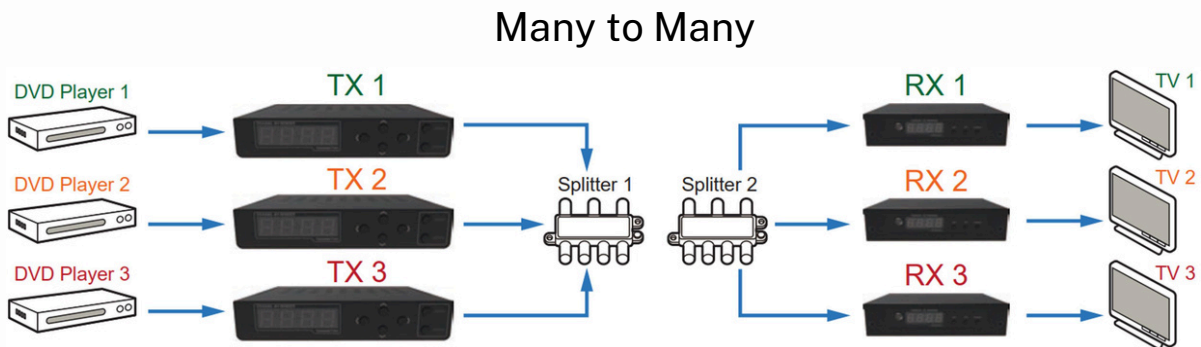 Many to Many
DVD Player 1
TX 1
RX 1
TV 1
DVD Player 2
TX 2
Splitter 1
Splitter 2
RX 2
TV 2
DVD Player 3
TX 3
RX 3
TV 3